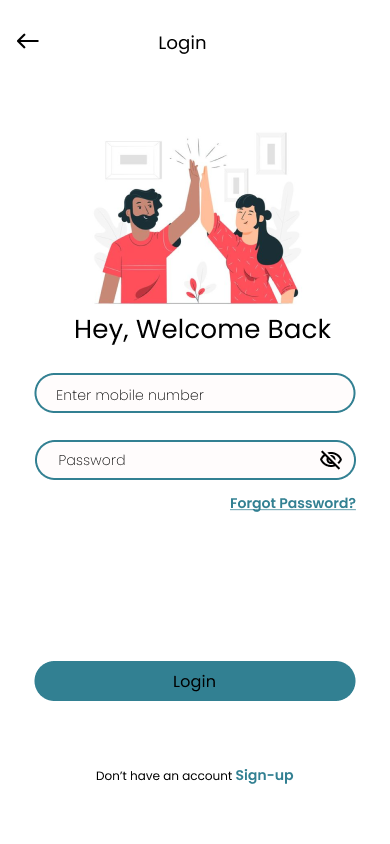 Login
Hey, Welcome Back
Enter mobile number
Password
Forgot Password?
Login
Don’t have an account Sign-up